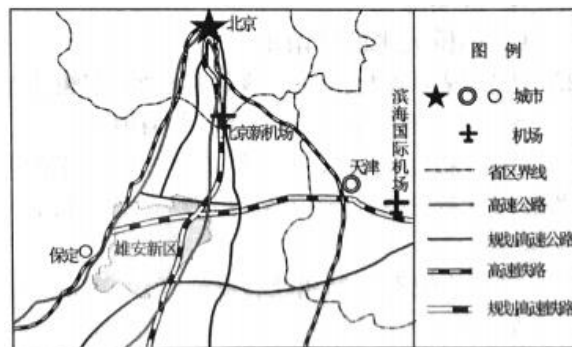 北京
北京新机场
天津
滨海国际机场
保定
雄安新区
图 例
城市
机场
省区界线
高速公路
规划高速公路
高速铁路
规划高速铁路